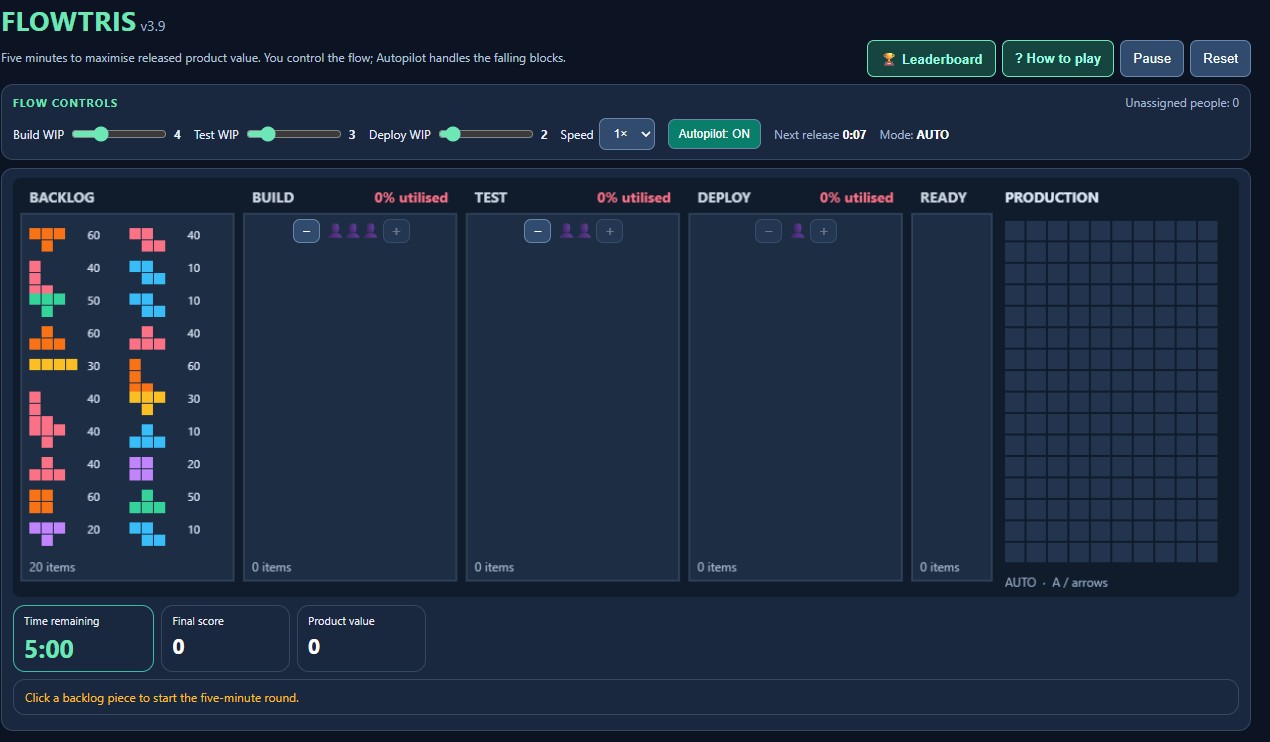 FLOWTRIS v3.9
Five minutes to maximise released product value. You control the flow; Autopilot handles the falling blocks.
🏆 Leaderboard
? How to play
Pause
Reset
FLOW CONTROLS
Unassigned people: 0
Build WIP 4 Test WIP 3 Deploy WIP 2 Speed 1× Autopilot: ON Next release 0:07 Mode: AUTO
BACKLOG
60 40
40 10
50 10
60 40
30 60
40 30
40 10
40 20
60 50
20 10
20 items
BUILD 0% utilised
− +
0 items
TEST 0% utilised
− +
0 items
DEPLOY 0% utilised
− +
0 items
READY
0 items
PRODUCTION
AUTO · A / arrows
Time remaining
5:00
Final score
0
Product value
0
Click a backlog piece to start the five-minute round.